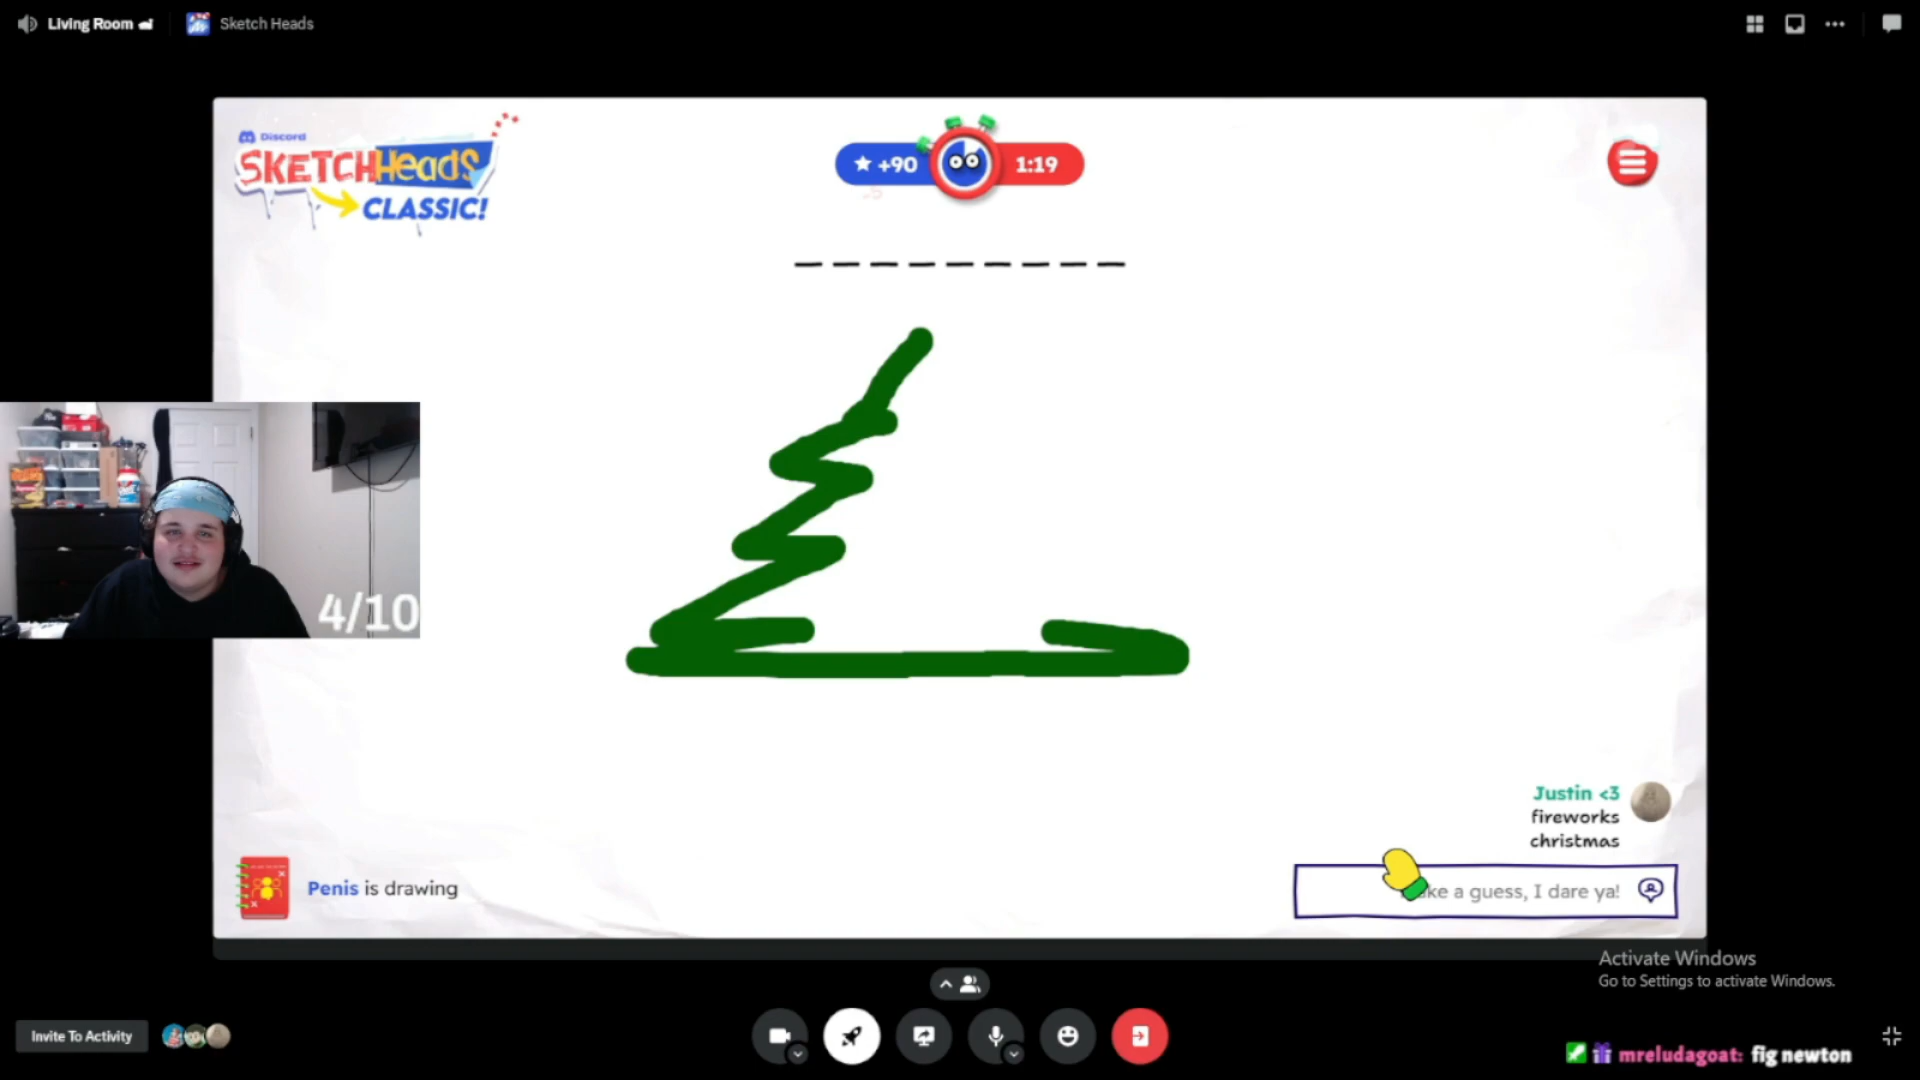 Living Room
Sketch Heads
Discord
SKETCHHeadS
CLASSIC!
+90
1:19
4/10
Justin <3
fireworks
christmas
Penis is drawing
ke a guess, I dare ya!
Activate Windows
Go to Settings to activate Windows.
Invite To Activity
mreludagoat: fig newton